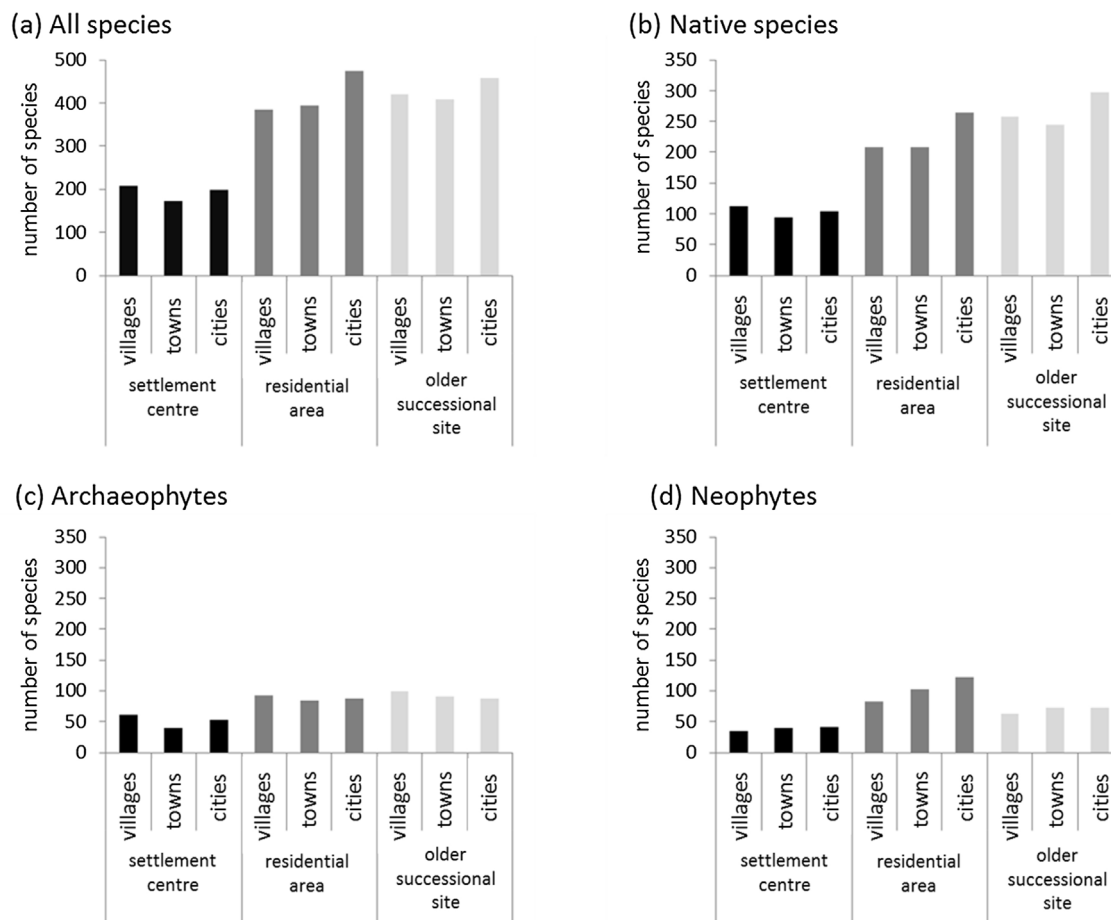 (a) All species
number of species
500
400
300
200
100
0
villages
towns
cities
villages
towns
cities
villages
towns
cities
settlement
centre
residential
area
older
successional
site
(b) Native species
number of species
350
300
250
200
150
100
50
0
villages
towns
cities
villages
towns
cities
villages
towns
cities
settlement
centre
residential
area
older
successional
site
(c) Archaeophytes
number of species
350
300
250
200
150
100
50
0
villages
towns
cities
villages
towns
cities
villages
towns
cities
settlement
centre
residential
area
older
successional
site
(d) Neophytes
number of species
350
300
250
200
150
100
50
0
villages
towns
cities
villages
towns
cities
villages
towns
cities
settlement
centre
residential
area
older
successional
site